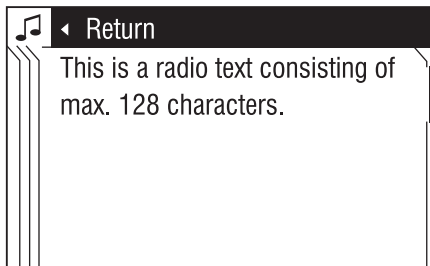 Return
This is a radio text consisting of
max. 128 characters.